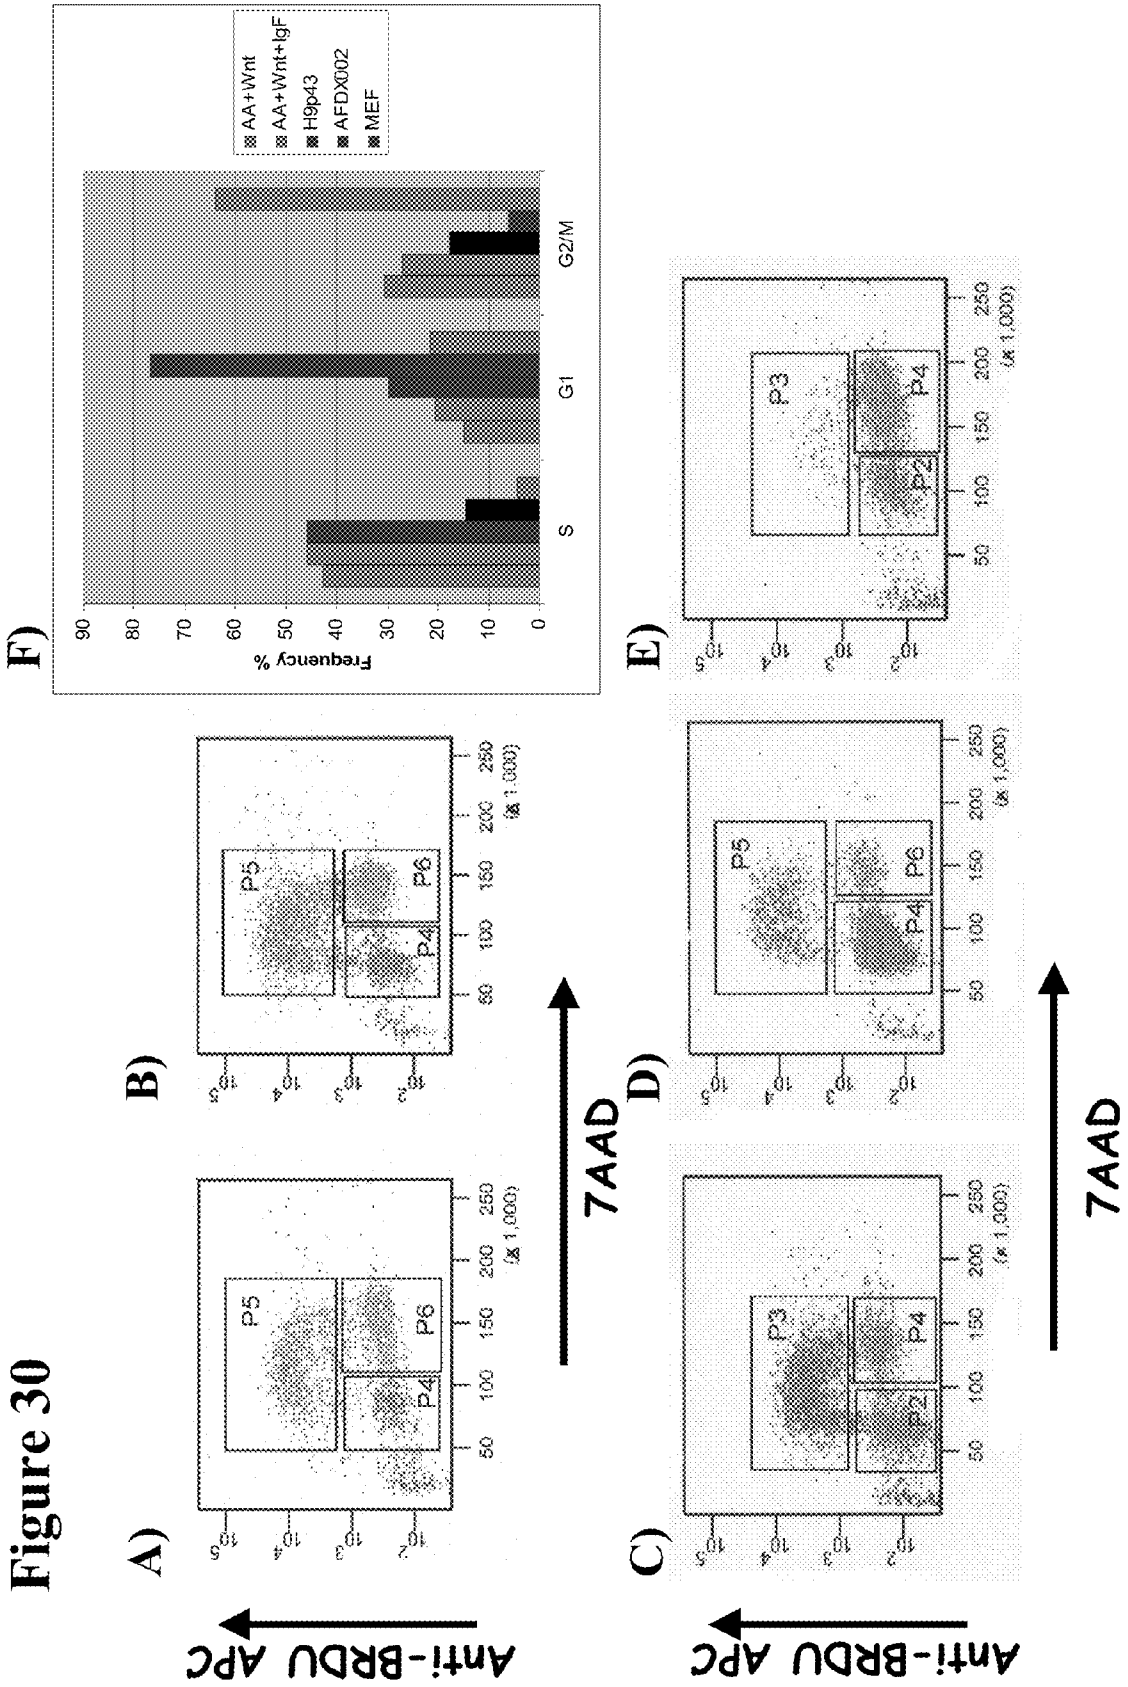 Figure 30
A)
10^5
10^4
10^3
10^2
P5
P4
P6
50
100
150
200
250
(x 1,000)
B)
10^5
10^4
10^3
2
P5
P4
P6
50
100
150
200
250
(x 1.000)
Anti-BRDU APC
7AAD
C)
10^5
10^4
10^3
10^2
P3
P2
P4
50
100
150
200
250
(x 1,000)
D)
10^5
10^4
10^3
10^2
P5
P4
P6
50
100
150
200
250
(x 1,000)
E)
10^5
10^4
10^3
10^2
P3
P2
P4
50
100
150
200
250
(x 1,000)
Anti-BRDU APC
7AAD
F)
Frequency %
90
80
70
60
50
40
30
20
10
0
S
G1
G2/M
AA+Wnt
AA+Wnt+IgF
H9p43
AFDX002
MEF